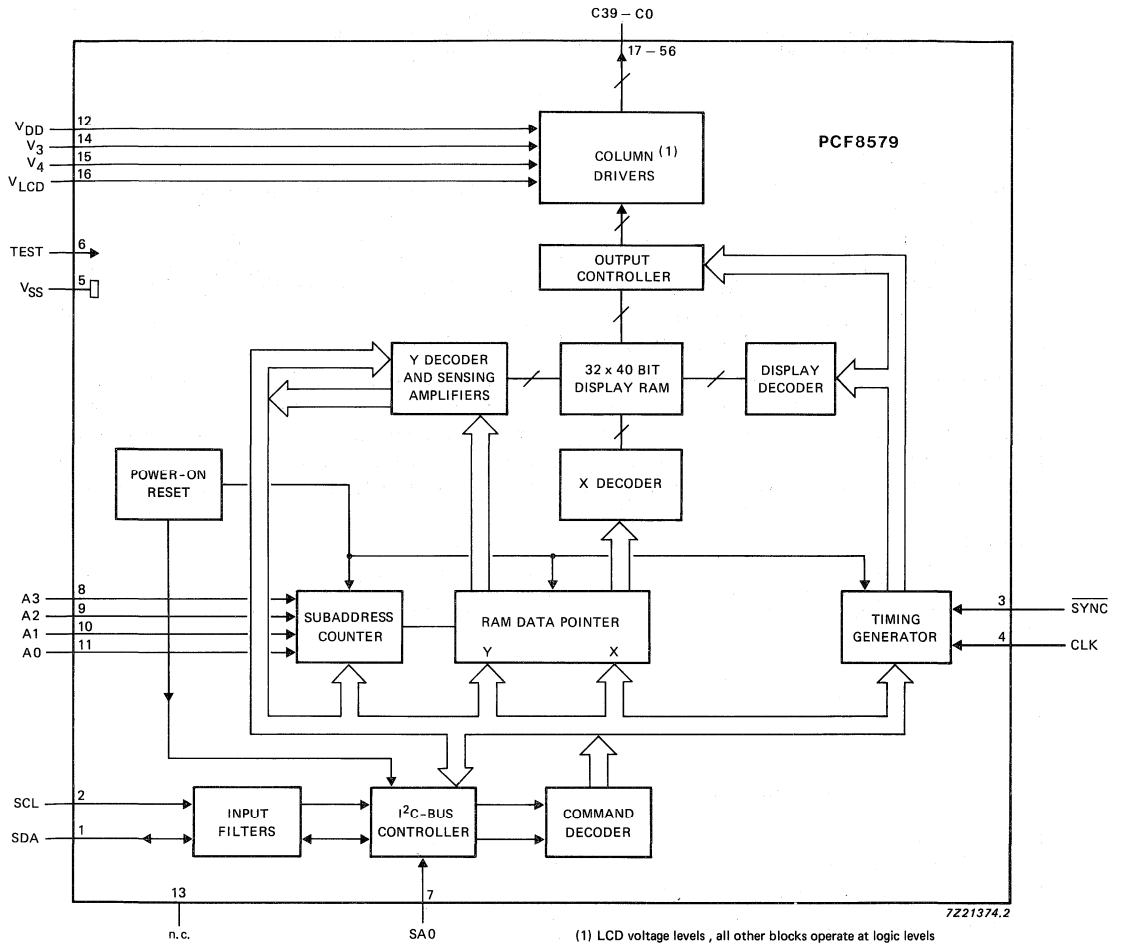 C39 – C0
17 – 56
PCF8579
VDD 12
V3 14
V4 15
VLCD 16
COLUMN (1)
DRIVERS
TEST 6
VSS 5
OUTPUT
CONTROLLER
Y DECODER
AND SENSING
AMPLIFIERS
32 x 40 BIT
DISPLAY RAM
DISPLAY
DECODER
POWER-ON
RESET
X DECODER
A3 8
A2 9
A1 10
A0 11
SUBADDRESS
COUNTER
RAM DATA POINTER
Y X
TIMING
GENERATOR
3 SYNC
4 CLK
SCL 2
SDA 1
INPUT
FILTERS
I²C-BUS
CONTROLLER
COMMAND
DECODER
13
n.c.
7
SA0
7Z21374.2
(1) LCD voltage levels , all other blocks operate at logic levels